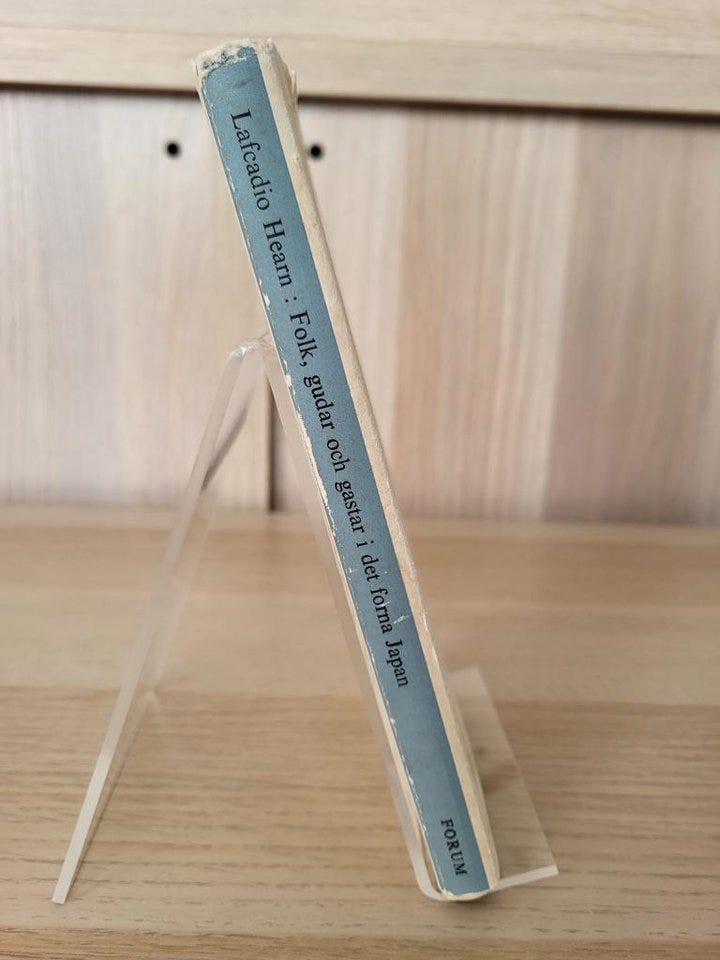 Lafcadio Hearn : Folk, gudar och gastar i det forna Japan
FORUM